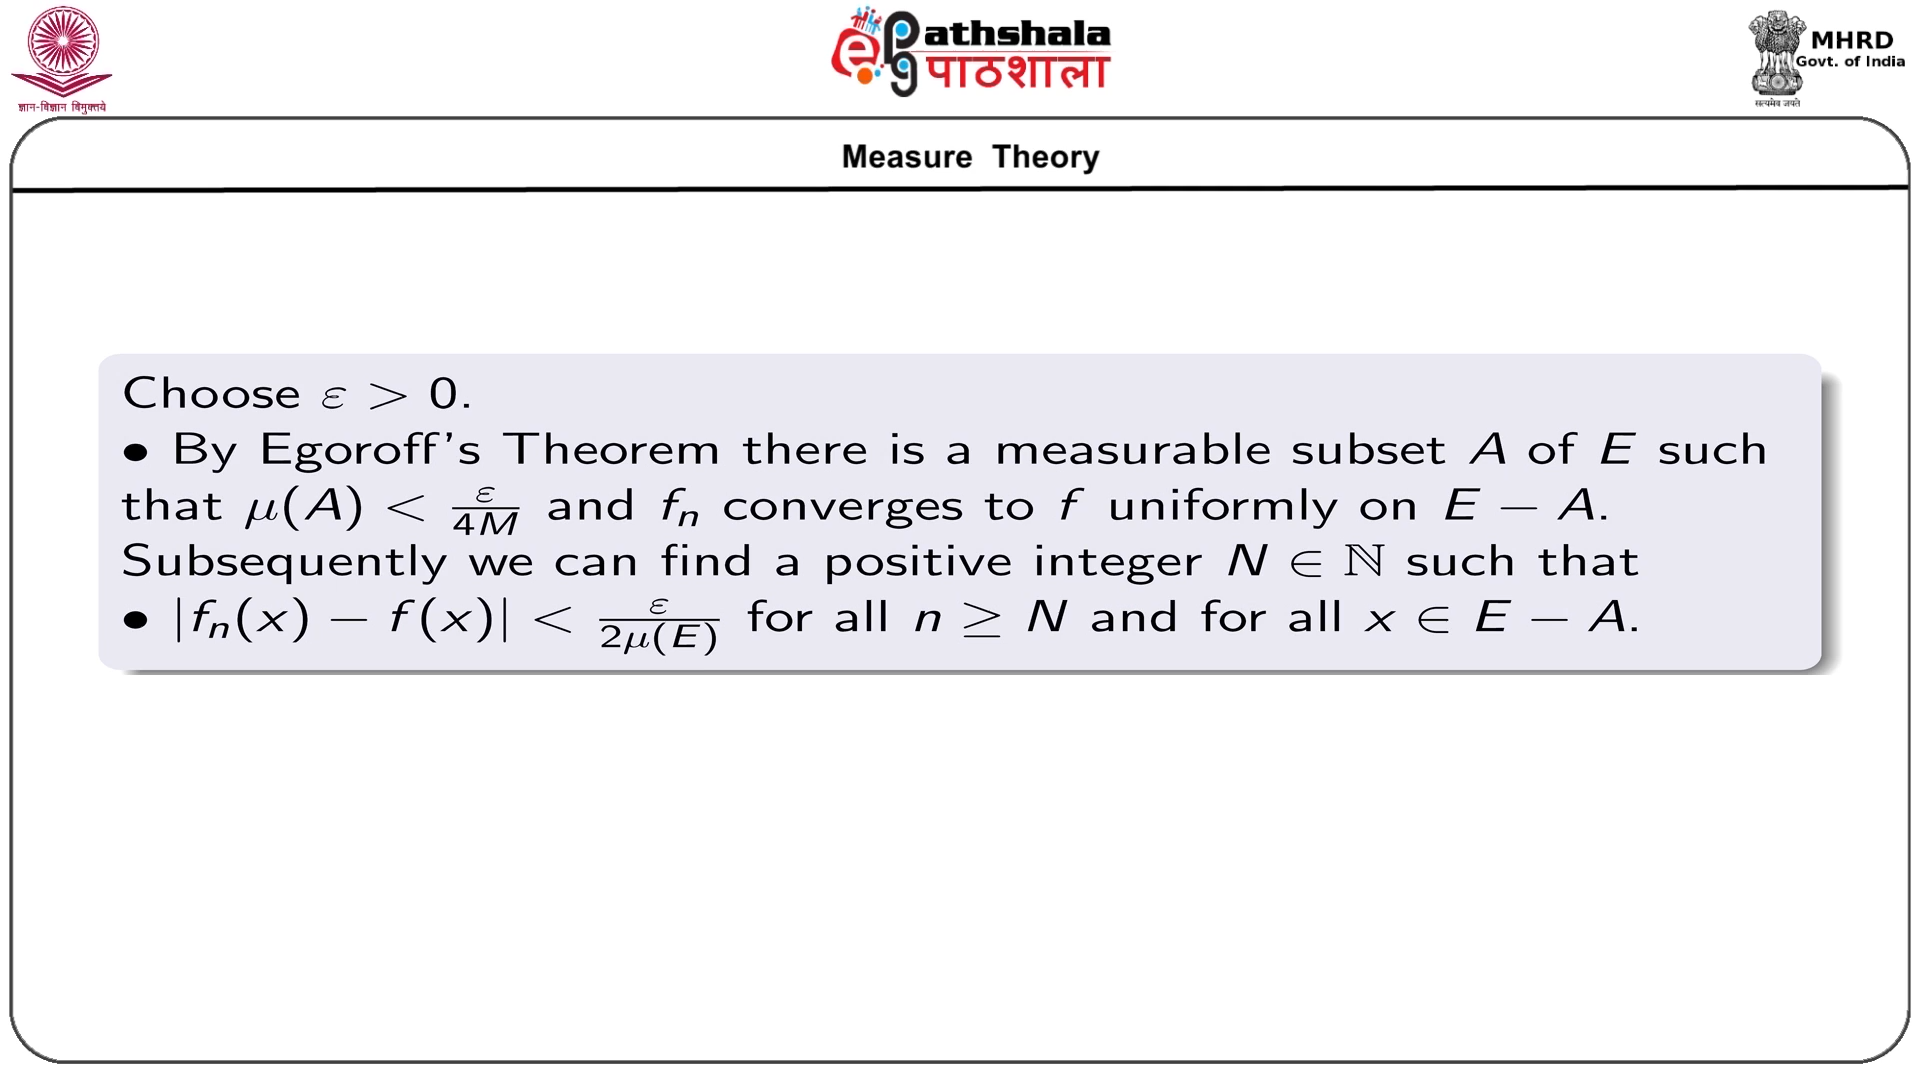 ePG athshala
पाठशाला
MHRD
Govt. of India
ज्ञान-विज्ञान विमुक्तये
सत्यमेव जयते
Measure Theory
Choose ε > 0.
• By Egoroff's Theorem there is a measurable subset A of E such
that μ(A) < ε/4M and fₙ converges to f uniformly on E − A.
Subsequently we can find a positive integer N ∈ ℕ such that
• |fₙ(x) − f(x)| < ε/2μ(E) for all n ≥ N and for all x ∈ E − A.